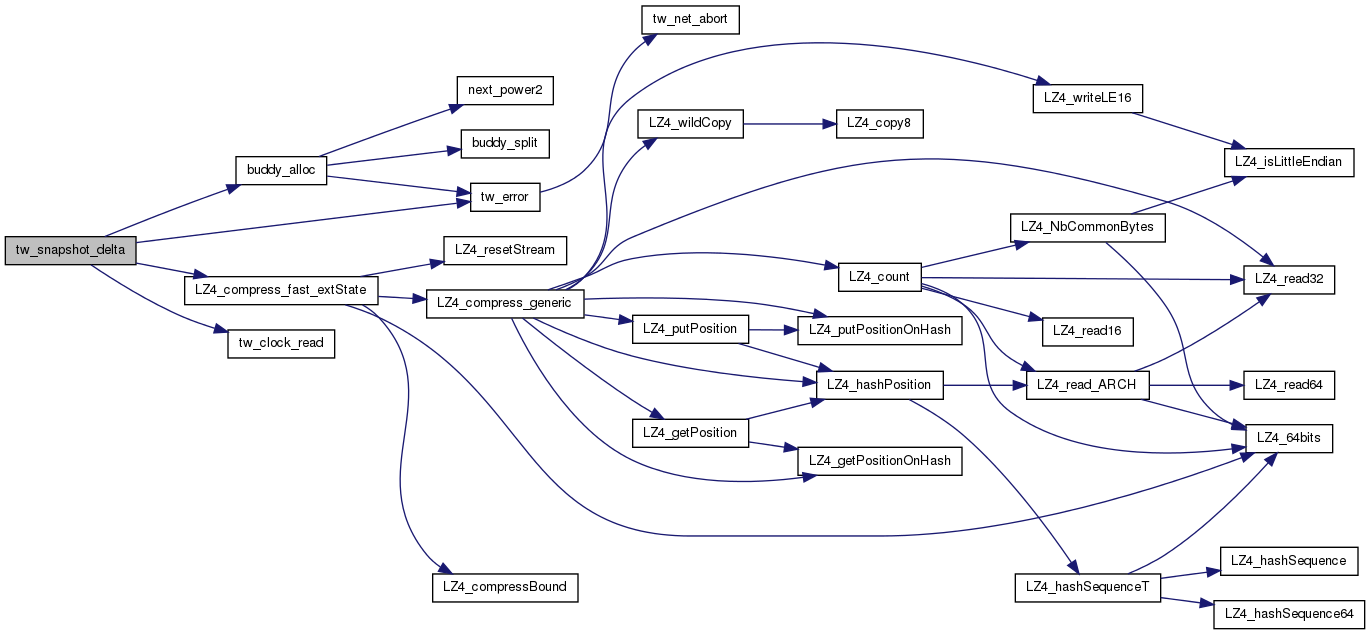 tw_snapshot_delta
buddy_alloc
LZ4_compress_fast_extState
tw_clock_read
next_power2
buddy_split
tw_error
LZ4_resetStream
LZ4_compress_generic
LZ4_compressBound
tw_net_abort
LZ4_wildCopy
LZ4_putPosition
LZ4_getPosition
LZ4_copy8
LZ4_count
LZ4_putPositionOnHash
LZ4_hashPosition
LZ4_getPositionOnHash
LZ4_writeLE16
LZ4_NbCommonBytes
LZ4_read16
LZ4_read_ARCH
LZ4_hashSequenceT
LZ4_isLittleEndian
LZ4_read32
LZ4_read64
LZ4_64bits
LZ4_hashSequence
LZ4_hashSequence64